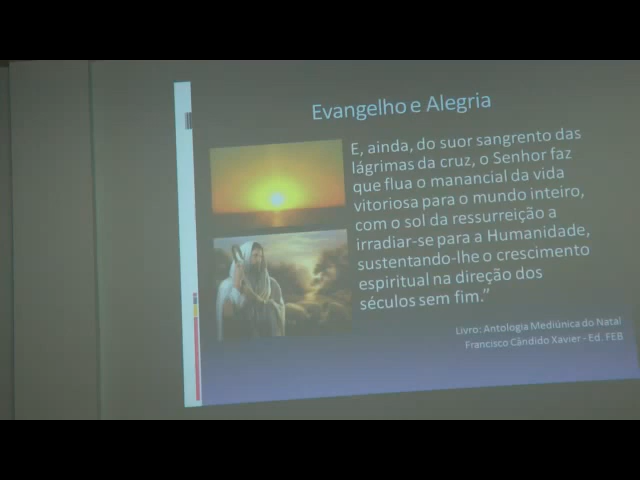 Evangelho e Alegria
E, ainda, do suor sangrento das
lágrimas da cruz, o Senhor faz
que flua o manancial da vida
vitoriosa para o mundo inteiro,
com o sol da ressurreição a
irradiar-se para a Humanidade,
sustentando-lhe o crescimento
espiritual na direção dos
séculos sem fim.”
Livro: Antologia Mediúnica do Natal
Francisco Cândido Xavier - Ed. FEB